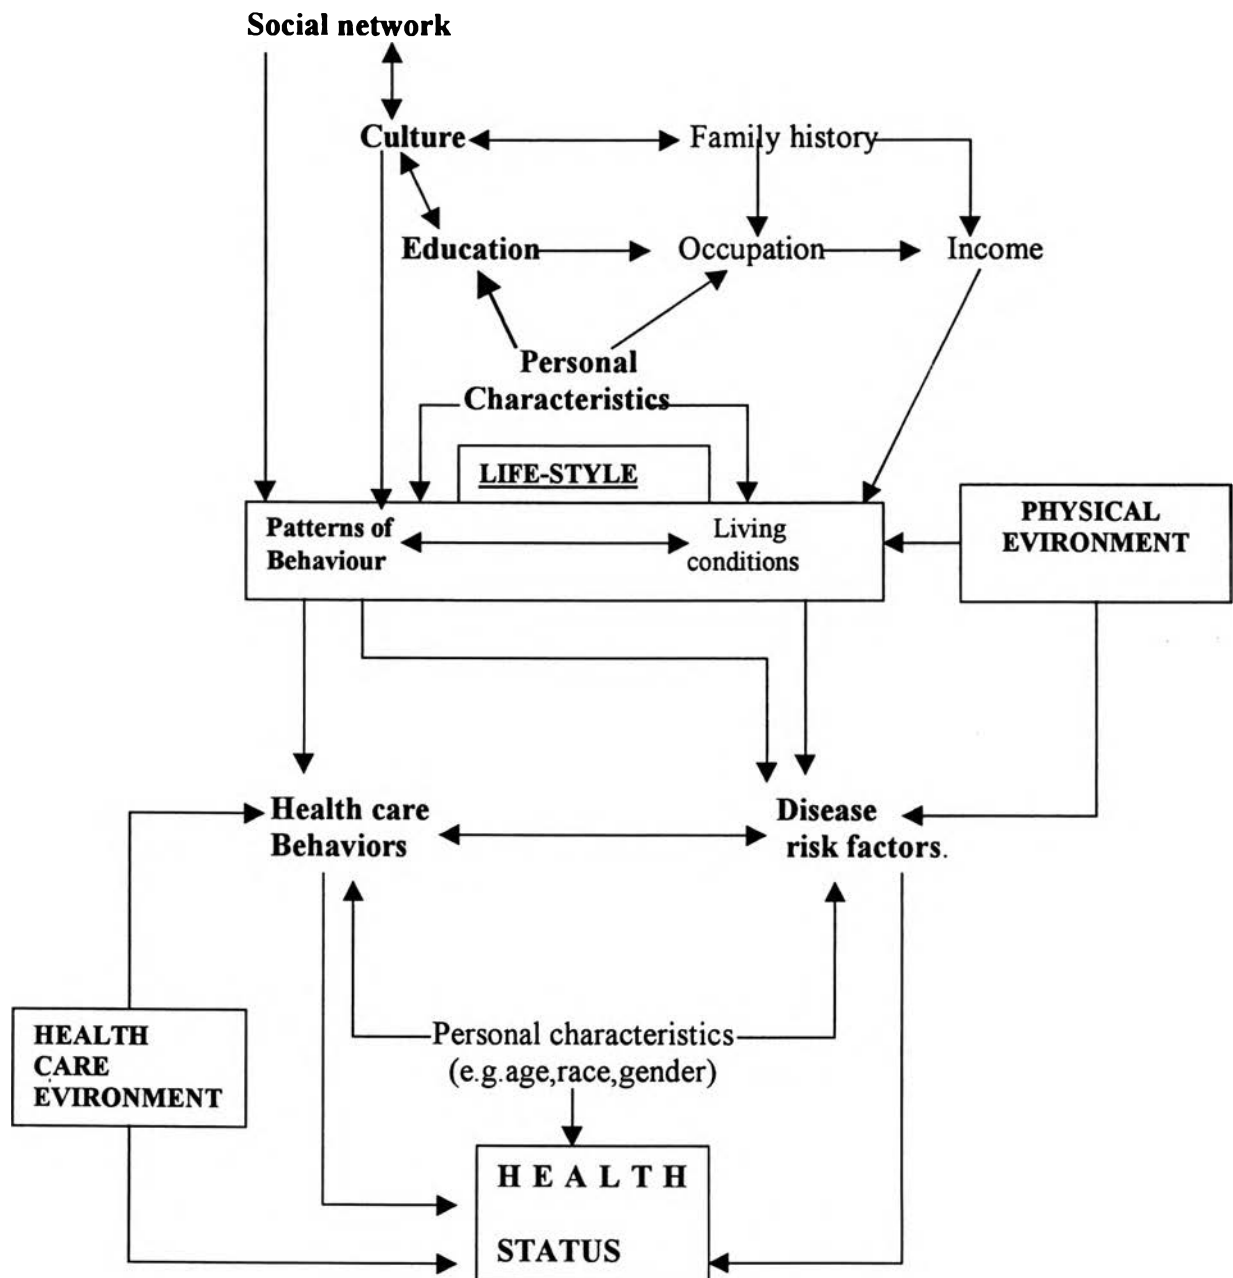 Social network
Culture
Family history
Education
Occupation
Income
Personal
Characteristics
LIFE-STYLE
Patterns of
Behaviour
Living
conditions
PHYSICAL
EVIRONMENT
Health care
Behaviors
Disease
risk factors.
HEALTH
CARE
EVIRONMENT
Personal characteristics
(e.g.age,race,gender)
H E A L T H
STATUS